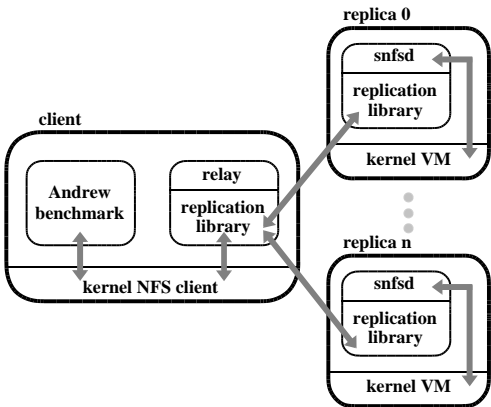 replica 0
snfsd
replication
library
kernel VM
client
Andrew
benchmark
relay
replication
library
kernel NFS client
replica n
snfsd
replication
library
kernel VM